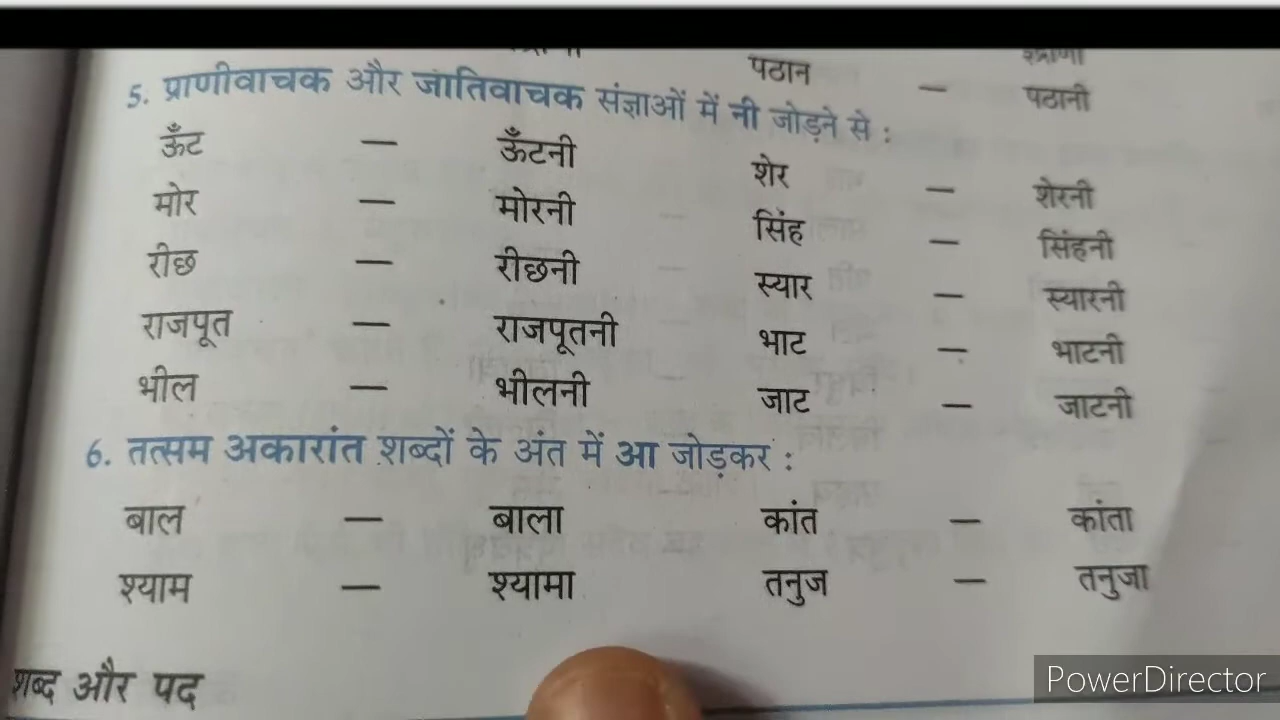 पठान — पठानी
5. प्राणीवाचक और जातिवाचक संज्ञाओं में नी जोड़ने से :
ऊँट — ऊँटनी शेर — शेरनी
मोर — मोरनी सिंह — सिंहनी
रीछ — रीछनी स्यार — स्यारनी
राजपूत — राजपूतनी भाट — भाटनी
भील — भीलनी जाट — जाटनी
6. तत्सम अकारांत शब्दों के अंत में आ जोड़कर :
बाल — बाला कांत — कांता
श्याम — श्यामा तनुज — तनुजा
शब्द और पद
PowerDirector